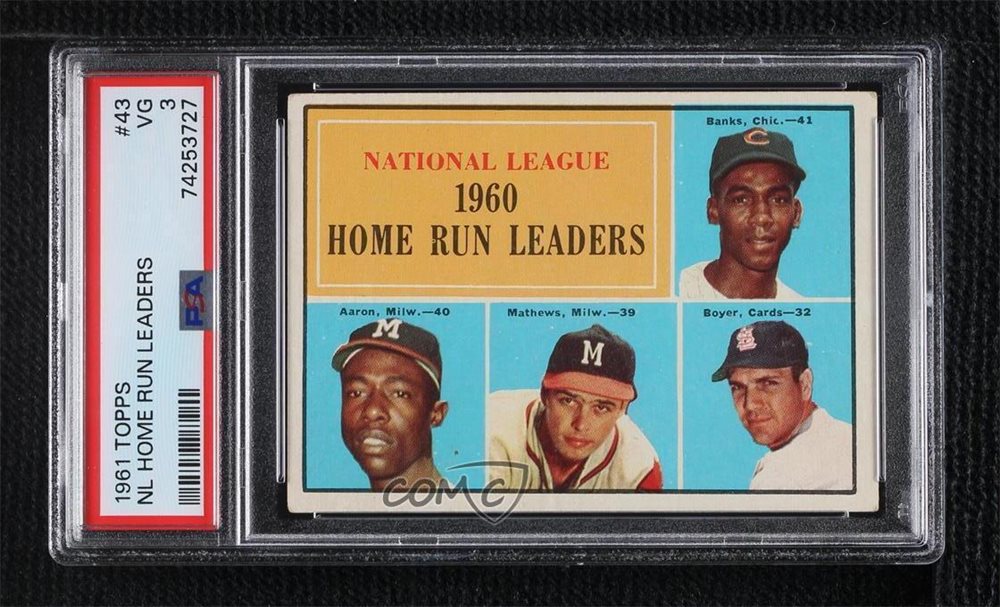 1961 TOPPS #43
NL HOME RUN LEADERS VG 3
PSA 74253727
NATIONAL LEAGUE
1960
HOME RUN LEADERS
Banks, Chic.—41
C
Aaron, Milw.—40
M
Mathews, Milw.—39
M
Boyer, Cards—32
STL
COMC